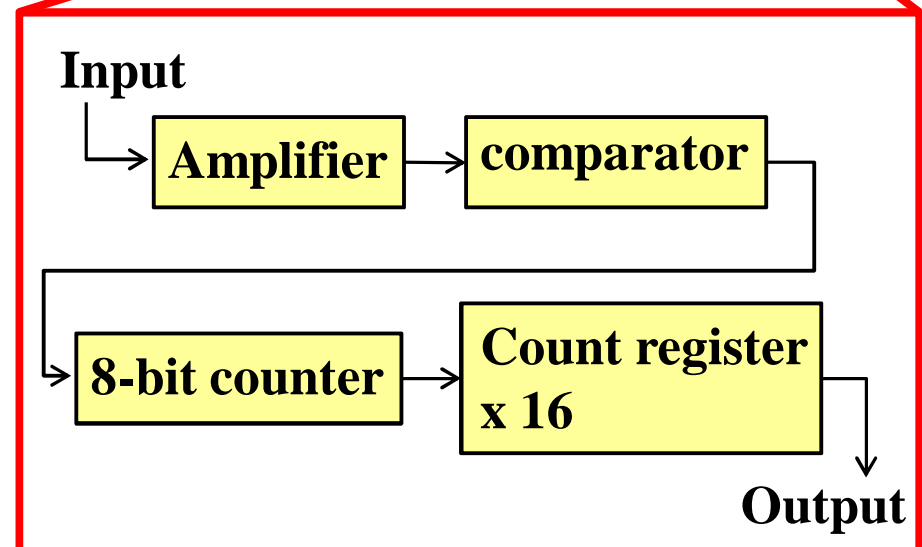 Input
Amplifier
comparator
8-bit counter
Count register
x 16
Output